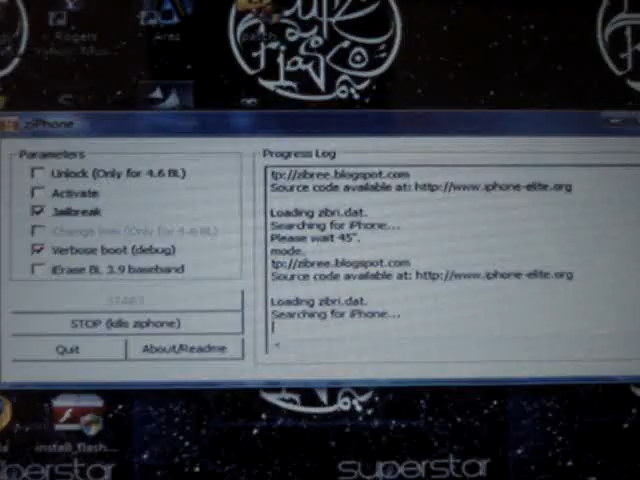 Rogers
Ares
ziPhone
Parameters
Unlock (Only for 4.6 BL)
Activate
Jailbreak
Change Imei (Only for 4.6 BL)
Verbose boot (debug)
iErase BL 3.9 baseband
START
STOP (kills ziphone)
Quit
About/Readme
Progress Log
tp://zibree.blogspot.com
Source code available at: http://www.iphone-elite.org
Loading zibri.dat.
Searching for iPhone...
Please wait 45".
mode.
tp://zibree.blogspot.com
Source code available at: http://www.iphone-elite.org
Loading zibri.dat.
Searching for iPhone...
install_flash...
superstar
superstar